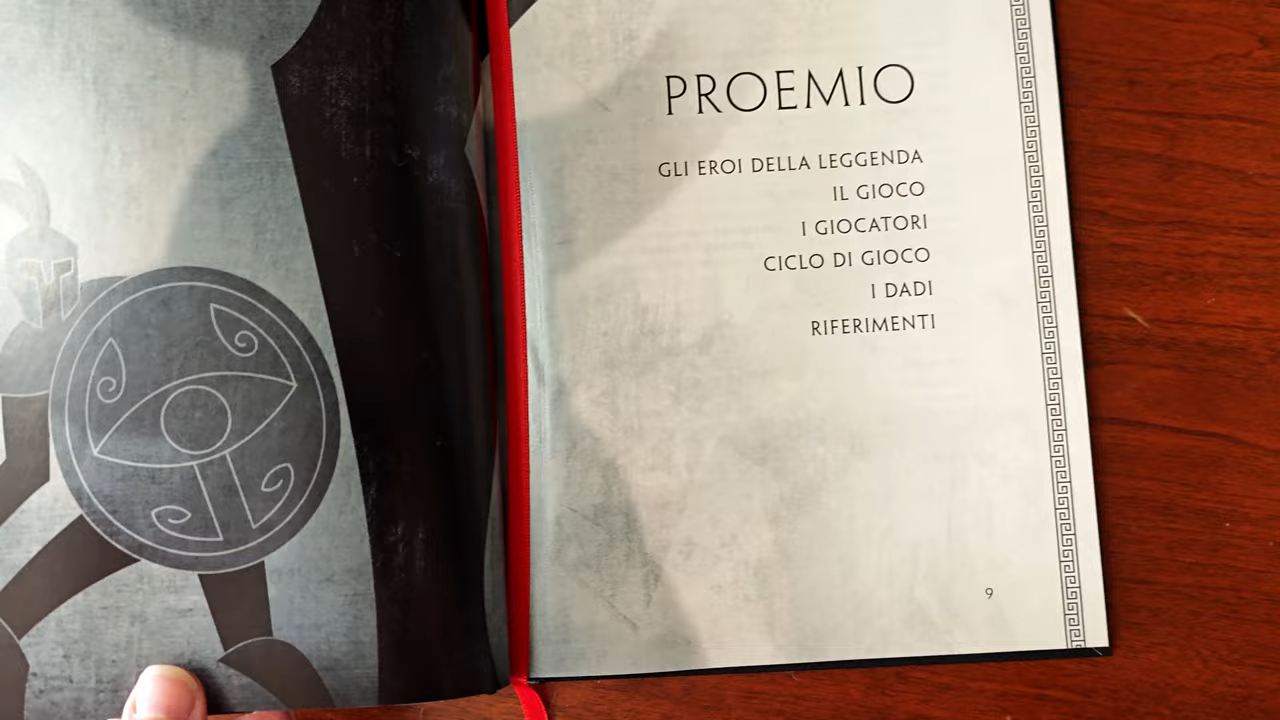 PROEMIO
GLI EROI DELLA LEGGENDA
IL GIOCO
I GIOCATORI
CICLO DI GIOCO
I DADI
RIFERIMENTI
9